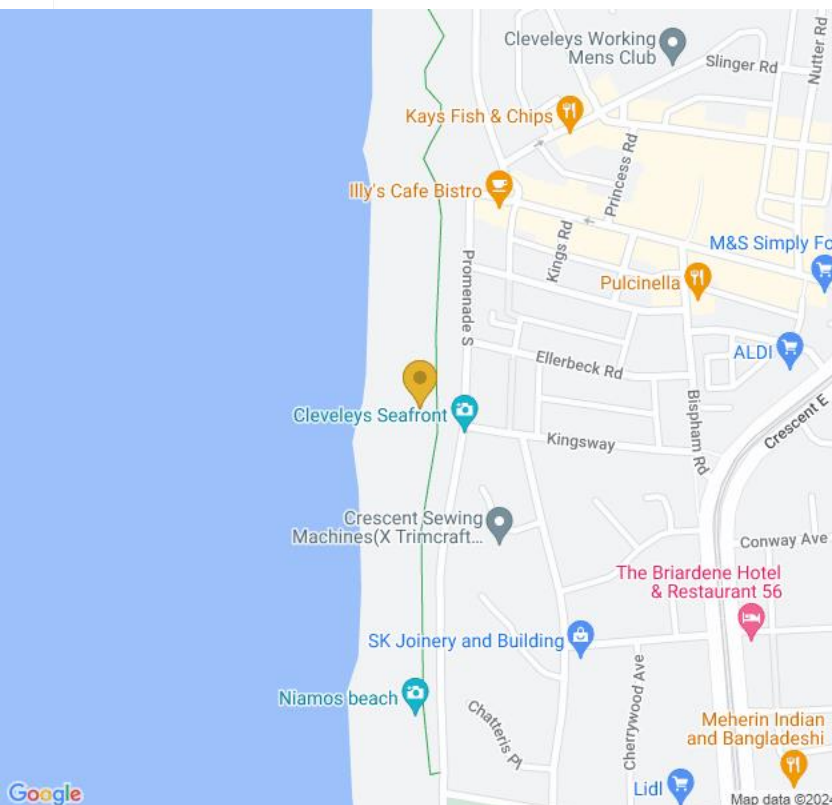 Cleveleys Working
Mens Club
Slinger Rd
Nutter Rd
Kays Fish & Chips
Princess Rd
Illy's Cafe Bistro
Kings Rd
M&S Simply Fo
Promenade S
Pulcinella
Ellerbeck Rd
ALDI
Cleveleys Seafront
Bispham Rd
Crescent E
Kingsway
Crescent Sewing
Machines(X Trimcraft...
Conway Ave
The Briardene Hotel
& Restaurant 56
SK Joinery and Building
Niamos beach
Chatteris Pl
Cherrywood Ave
Meherin Indian
and Bangladeshi
Lidl
Google
Map data ©2024